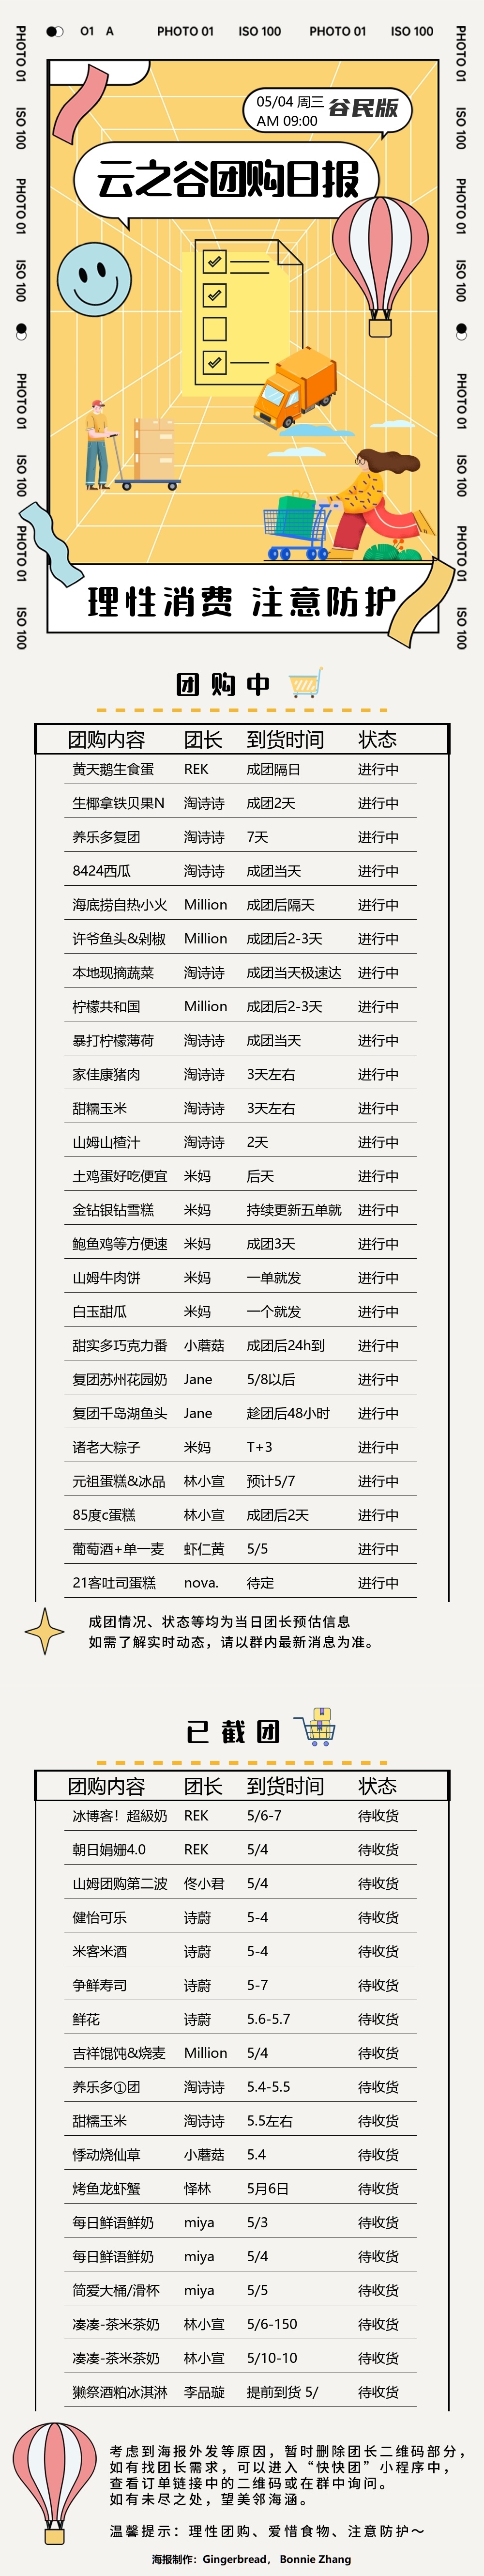 O1 A PHOTO 01 ISO 100 PHOTO 01 ISO 100
PHOTO 01 ISO 100 PHOTO 01 ISO 100 PHOTO 01 ISO 100 PHOTO 01 ISO 100
PHOTO 01 ISO 100 PHOTO 01 ISO 100 PHOTO 01 ISO 100 PHOTO 01 ISO 100
05/04 周三
AM 09:00
谷民版
云之谷团购日报
理性消费 注意防护
团购中
团购内容 团长 到货时间 状态
黄天鹅生食蛋 REK 成团隔日 进行中
生椰拿铁贝果N 淘诗诗 成团2天 进行中
养乐多复团 淘诗诗 7天 进行中
8424西瓜 淘诗诗 成团当天 进行中
海底捞自热小火 Million 成团后隔天 进行中
许爷鱼头&剁椒 Million 成团后2-3天 进行中
本地现摘蔬菜 淘诗诗 成团当天极速达 进行中
柠檬共和国 Million 成团后2-3天 进行中
暴打柠檬薄荷 淘诗诗 成团当天 进行中
家佳康猪肉 淘诗诗 3天左右 进行中
甜糯玉米 淘诗诗 3天左右 进行中
山姆山楂汁 淘诗诗 2天 进行中
土鸡蛋好吃便宜 米妈 后天 进行中
金钻银钻雪糕 米妈 持续更新五单就 进行中
鲍鱼鸡等方便速 米妈 成团3天 进行中
山姆牛肉饼 米妈 一单就发 进行中
白玉甜瓜 米妈 一个就发 进行中
甜实多巧克力番 小蘑菇 成团后24h到 进行中
复团苏州花园奶 Jane 5/8以后 进行中
复团千岛湖鱼头 Jane 趁团后48小时 进行中
诸老大粽子 米妈 T+3 进行中
元祖蛋糕&冰品 林小宣 预计5/7 进行中
85度c蛋糕 林小宣 成团后2天 进行中
葡萄酒+单一麦 虾仁黄 5/5 进行中
21客吐司蛋糕 nova. 待定 进行中
成团情况、状态等均为当日团长预估信息
如需了解实时动态，请以群内最新消息为准。
已截团
团购内容 团长 到货时间 状态
冰博客！超級奶 REK 5/6-7 待收货
朝日娟姗4.0 REK 5/4 待收货
山姆团购第二波 佟小君 5/4 待收货
健怡可乐 诗蔚 5-4 待收货
米客米酒 诗蔚 5-4 待收货
争鲜寿司 诗蔚 5-7 待收货
鲜花 诗蔚 5.6-5.7 待收货
吉祥馄饨&烧麦 Million 5/4 待收货
养乐多①团 淘诗诗 5.4-5.5 待收货
甜糯玉米 淘诗诗 5.5左右 待收货
悸动烧仙草 小蘑菇 5.4 待收货
烤鱼龙虾蟹 怿林 5月6日 待收货
每日鲜语鲜奶 miya 5/3 待收货
每日鲜语鲜奶 miya 5/4 待收货
简爱大桶/滑杯 miya 5/5 待收货
凑凑-茶米茶奶 林小宣 5/6-150 待收货
凑凑-茶米茶奶 林小宣 5/10-10 待收货
獭祭酒粕冰淇淋 李品璇 提前到货 5/ 待收货
考虑到海报外发等原因，暂时删除团长二维码部分，
如有找团长需求，可以进入“快快团”小程序中，
查看订单链接中的二维码或在群中询问。
如有未尽之处，望美邻海涵。
温馨提示：理性团购、爱惜食物、注意防护～
海报制作：Gingerbread， Bonnie Zhang